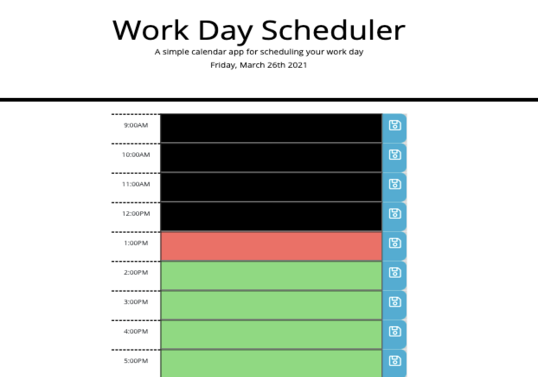 Work Day Scheduler
A simple calendar app for scheduling your work day
Friday, March 26th 2021
9:00AM
10:00AM
11:00AM
12:00PM
1:00PM
2:00PM
3:00PM
4:00PM
5:00PM